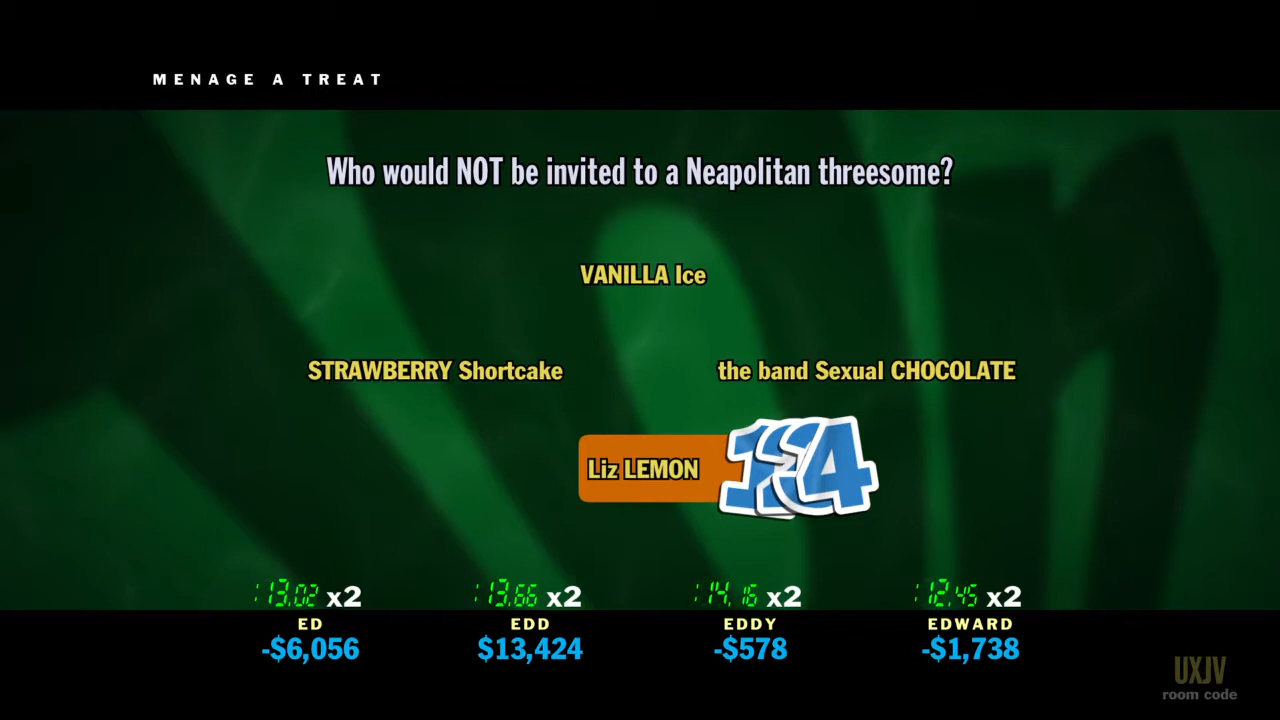 MENAGE A TREAT
Who would NOT be invited to a Neapolitan threesome?
VANILLA Ice
STRAWBERRY Shortcake
the band Sexual CHOCOLATE
Liz LEMON
4
13.02 x2
13.66 x2
14.16 x2
12.45 x2
ED
EDD
EDDY
EDWARD
-$6,056
$13,424
-$578
-$1,738
UXJV
room code